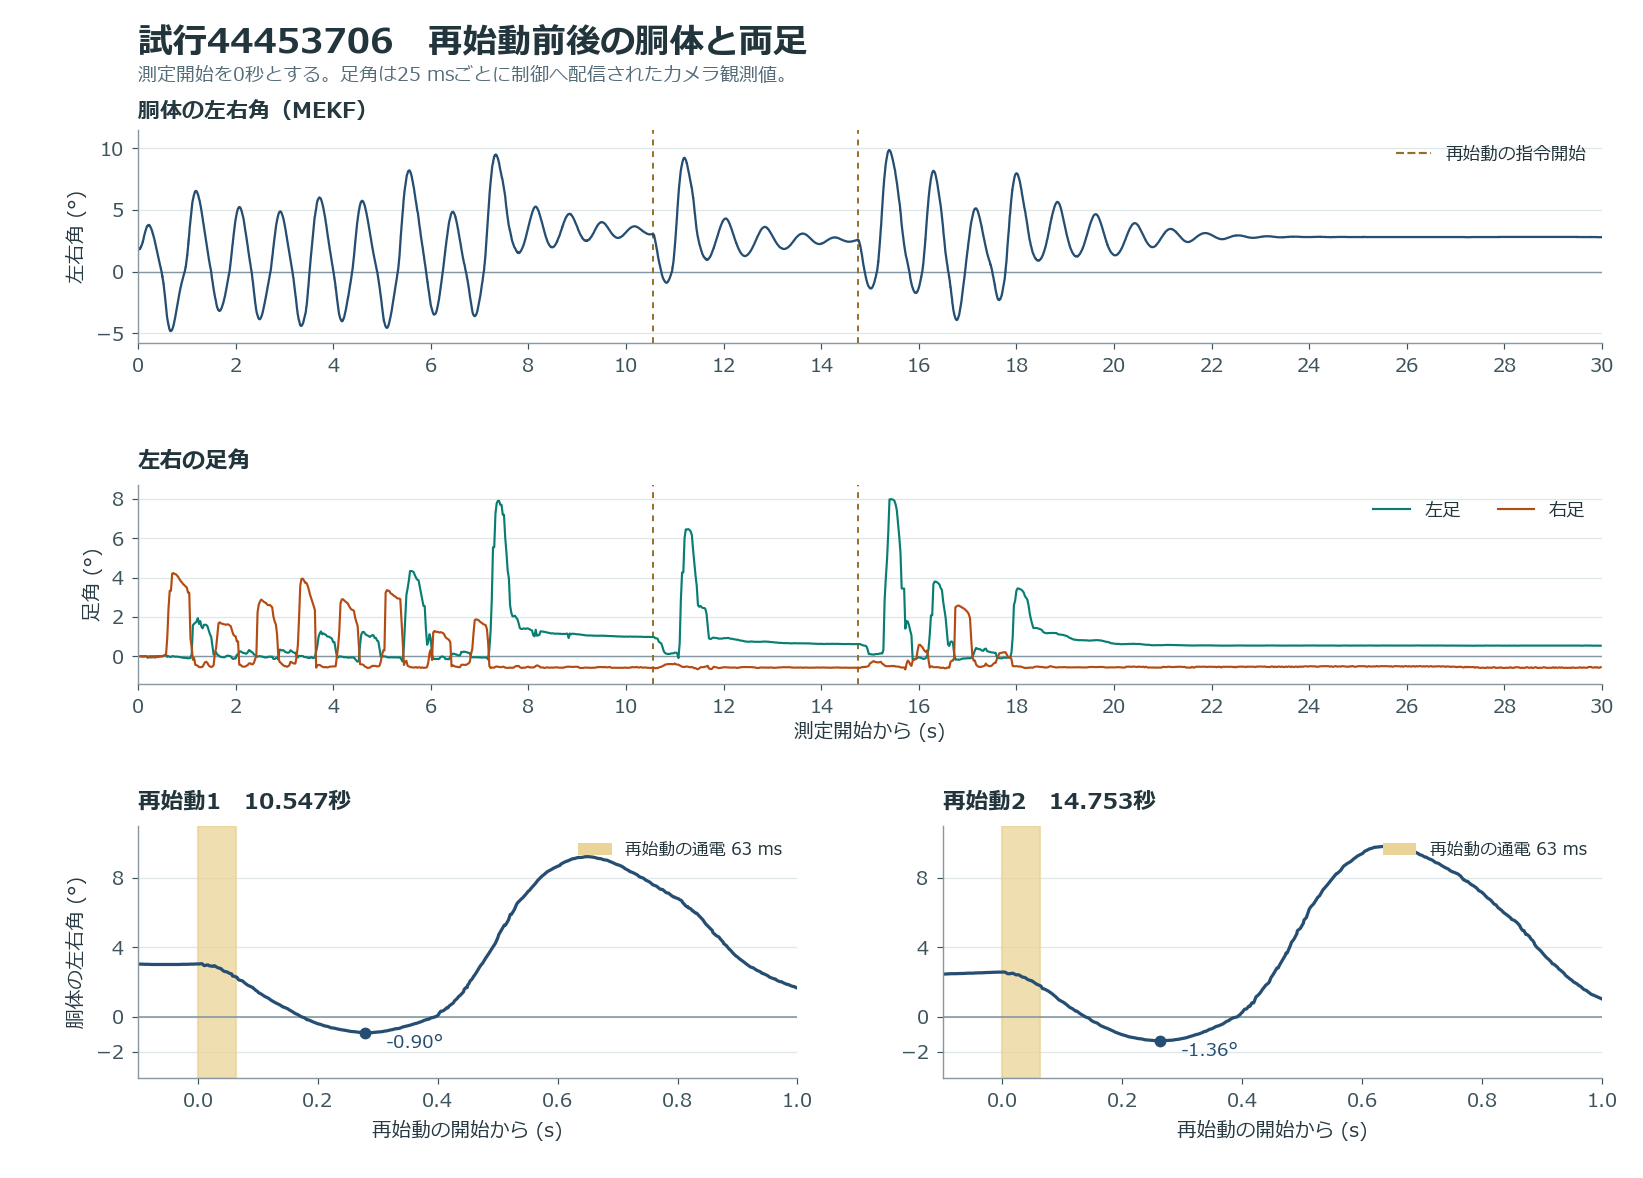 試行44453706　再始動前後の胴体と両足
測定開始を0秒とする。足角は25 msごとに制御へ配信されたカメラ観測値。
胴体の左右角（MEKF）
左右角 (°)
10
5
0
−5
再始動の指令開始
0 2 4 6 8 10 12 14 16 18 20 22 24 26 28 30
左右の足角
足角 (°)
8
6
4
2
0
左足 右足
0 2 4 6 8 10 12 14 16 18 20 22 24 26 28 30
測定開始から (s)
再始動1　10.547秒
胴体の左右角 (°)
8
4
0
−2
再始動の通電 63 ms
-0.90°
0.0 0.2 0.4 0.6 0.8 1.0
再始動の開始から (s)
再始動2　14.753秒
8
4
0
−2
再始動の通電 63 ms
-1.36°
0.0 0.2 0.4 0.6 0.8 1.0
再始動の開始から (s)